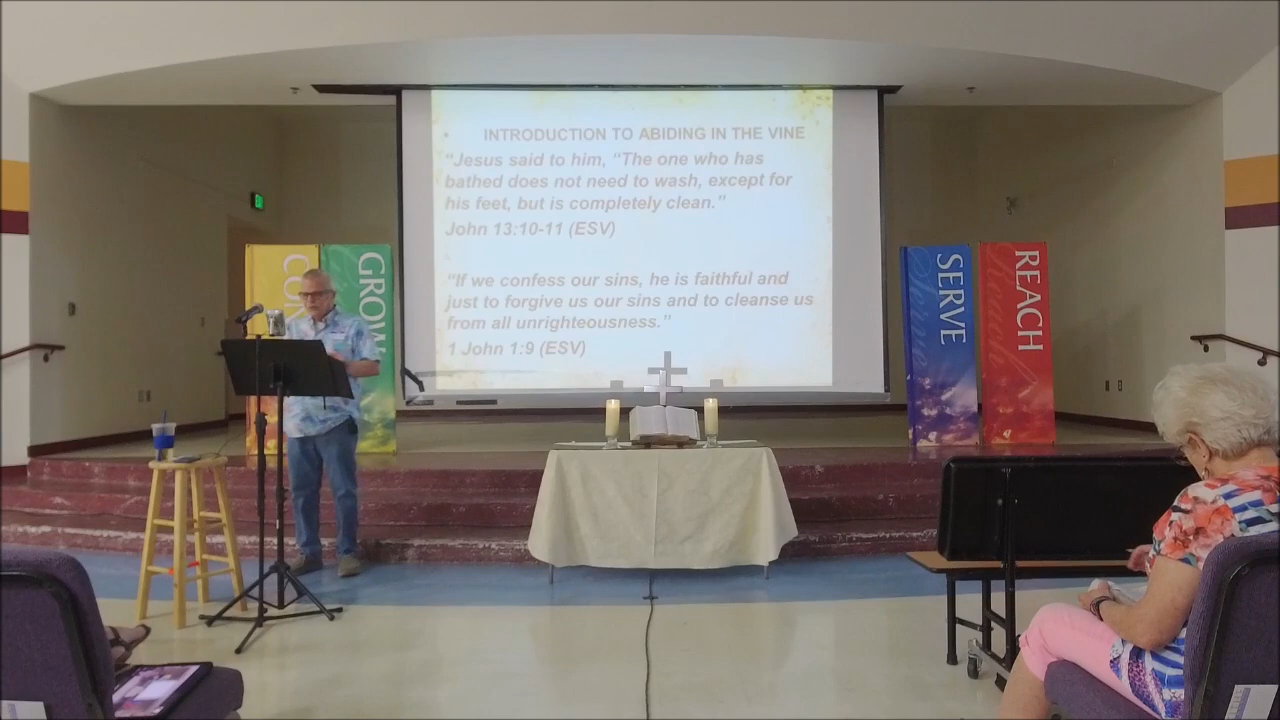 INTRODUCTION TO ABIDING IN THE VINE
"Jesus said to him, "The one who has
bathed does not need to wash, except for
his feet, but is completely clean."
John 13:10-11 (ESV)
"If we confess our sins, he is faithful and
just to forgive us our sins and to cleanse us
from all unrighteousness."
1 John 1:9 (ESV)
GROW
SERVE
REACH